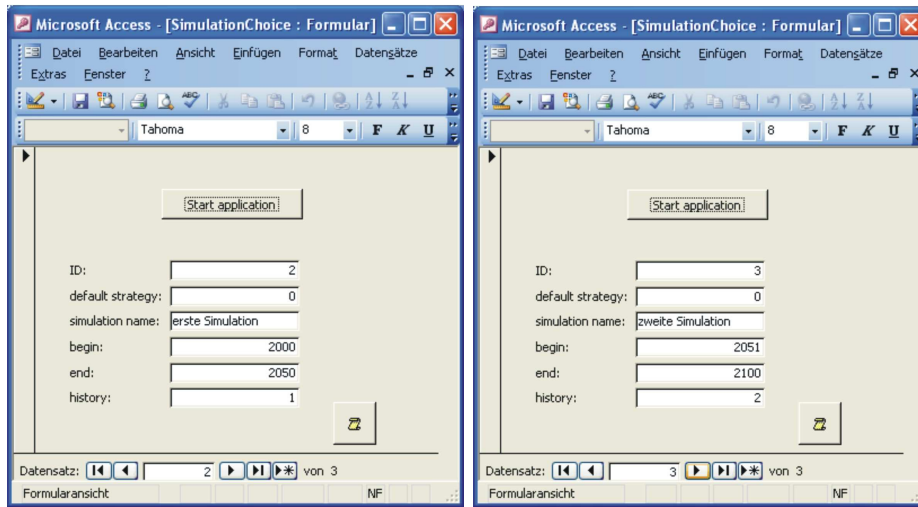 Microsoft Access - [SimulationChoice : Formular]
Datei Bearbeiten Ansicht Einfügen Format Datensätze
Extras Fenster ?
Tahoma 8 F K U
Start application
ID: 2
default strategy: 0
simulation name: erste Simulation
begin: 2000
end: 2050
history: 1
Datensatz: 2 von 3
Formularansicht NF
Microsoft Access - [SimulationChoice : Formular]
Datei Bearbeiten Ansicht Einfügen Format Datensätze
Extras Fenster ?
Tahoma 8 F K U
Start application
ID: 3
default strategy: 0
simulation name: zweite Simulation
begin: 2051
end: 2100
history: 2
Datensatz: 3 von 3
Formularansicht NF